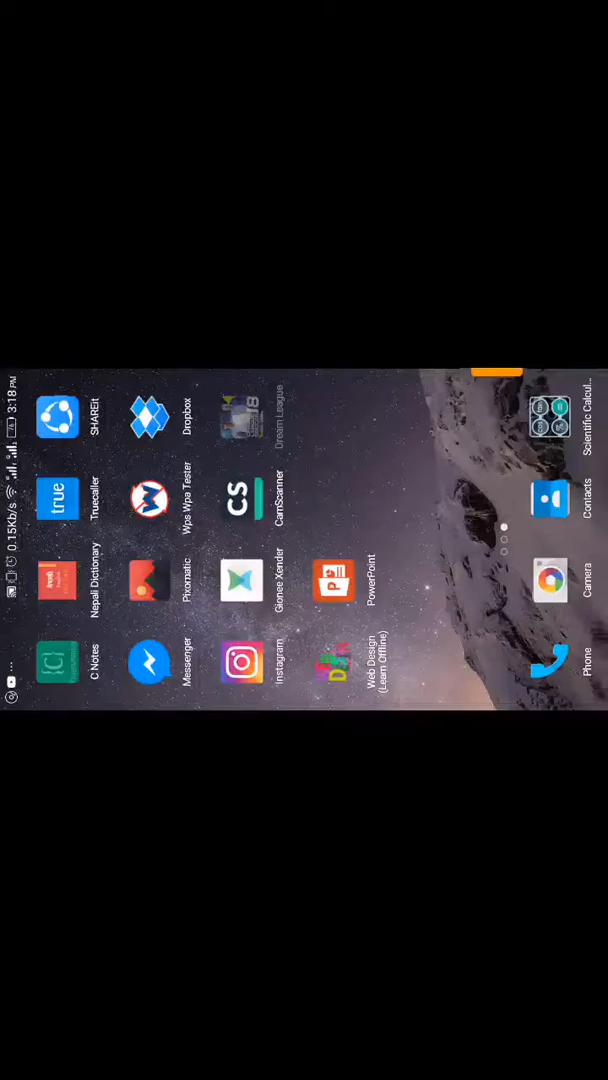 0.15Kb/s 3:18 PM
{C} true
C Notes Nepali Dictionary Truecaller SHAREit
Messenger Pixomatic Wps Wpa Tester Dropbox
CS 18
Instagram Gionee Xender CamScanner Dream League
Web Design PowerPoint
(Learn Offline)
Phone Camera Contacts Scientific Calcul...